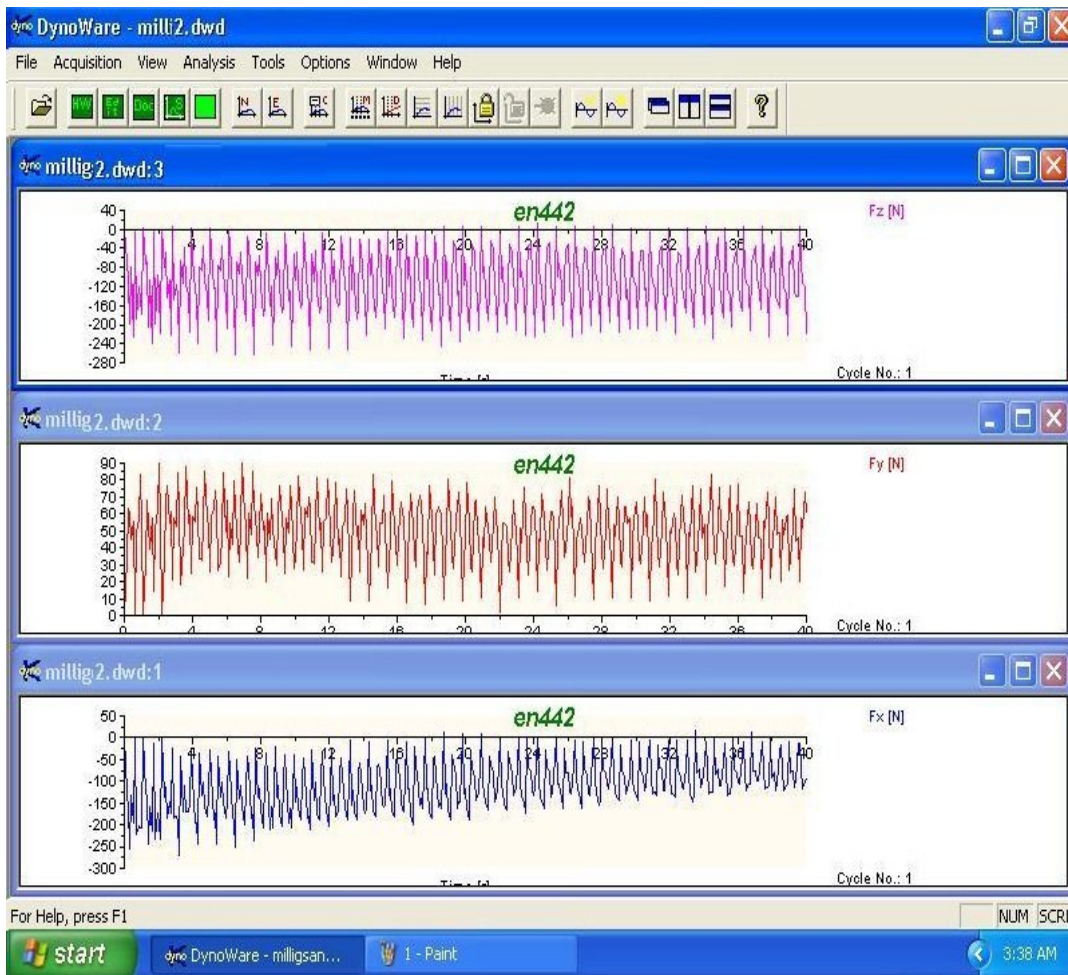 DynoWare - milli2.dwd
File Acquisition View Analysis Tools Options Window Help
HW Doc N E C M D ?
millig2.dwd:3
en442
Fz [N]
40
0
-40
-80
-120
-160
-200
-240
-280
4 8 12 16 20 24 28 32 36 40
Cycle No.: 1
millig2.dwd:2
en442
Fy [N]
90
80
70
60
50
40
30
20
10
0
0 4 8 12 16 20 24 28 32 36 40
Cycle No.: 1
millig2.dwd:1
en442
Fx [N]
50
0
-50
-100
-150
-200
-250
-300
4 8 12 16 20 24 28 32 36 40
Cycle No.: 1
For Help, press F1
NUM SCRI
start
DynoWare - milligsan...
1 - Paint
3:38 AM